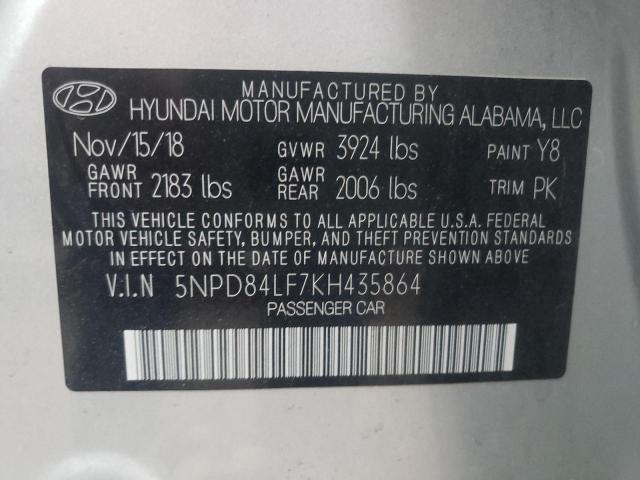 MANUFACTURED BY
HYUNDAI MOTOR MANUFACTURING ALABAMA, LLC
Nov/15/18 GVWR 3924 lbs PAINT Y8
GAWR FRONT 2183 lbs GAWR REAR 2006 lbs TRIM PK
THIS VEHICLE CONFORMS TO ALL APPLICABLE U.S.A. FEDERAL
MOTOR VEHICLE SAFETY, BUMPER, AND THEFT PREVENTION STANDARDS
IN EFFECT ON THE DATE OF MANUFACTURE SHOWN ABOVE.
V.I.N 5NPD84LF7KH435864
PASSENGER CAR